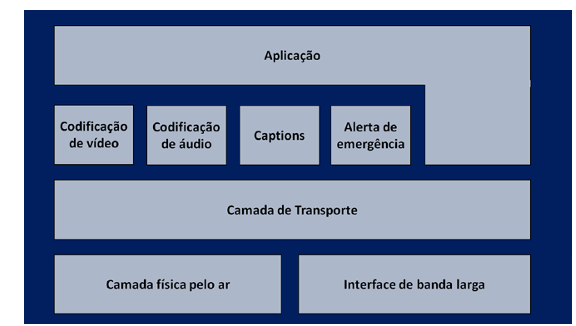 Aplicação
Codificação
de vídeo
Codificação
de áudio
Captions
Alerta de
emergência
Camada de Transporte
Camada física pelo ar
Interface de banda larga